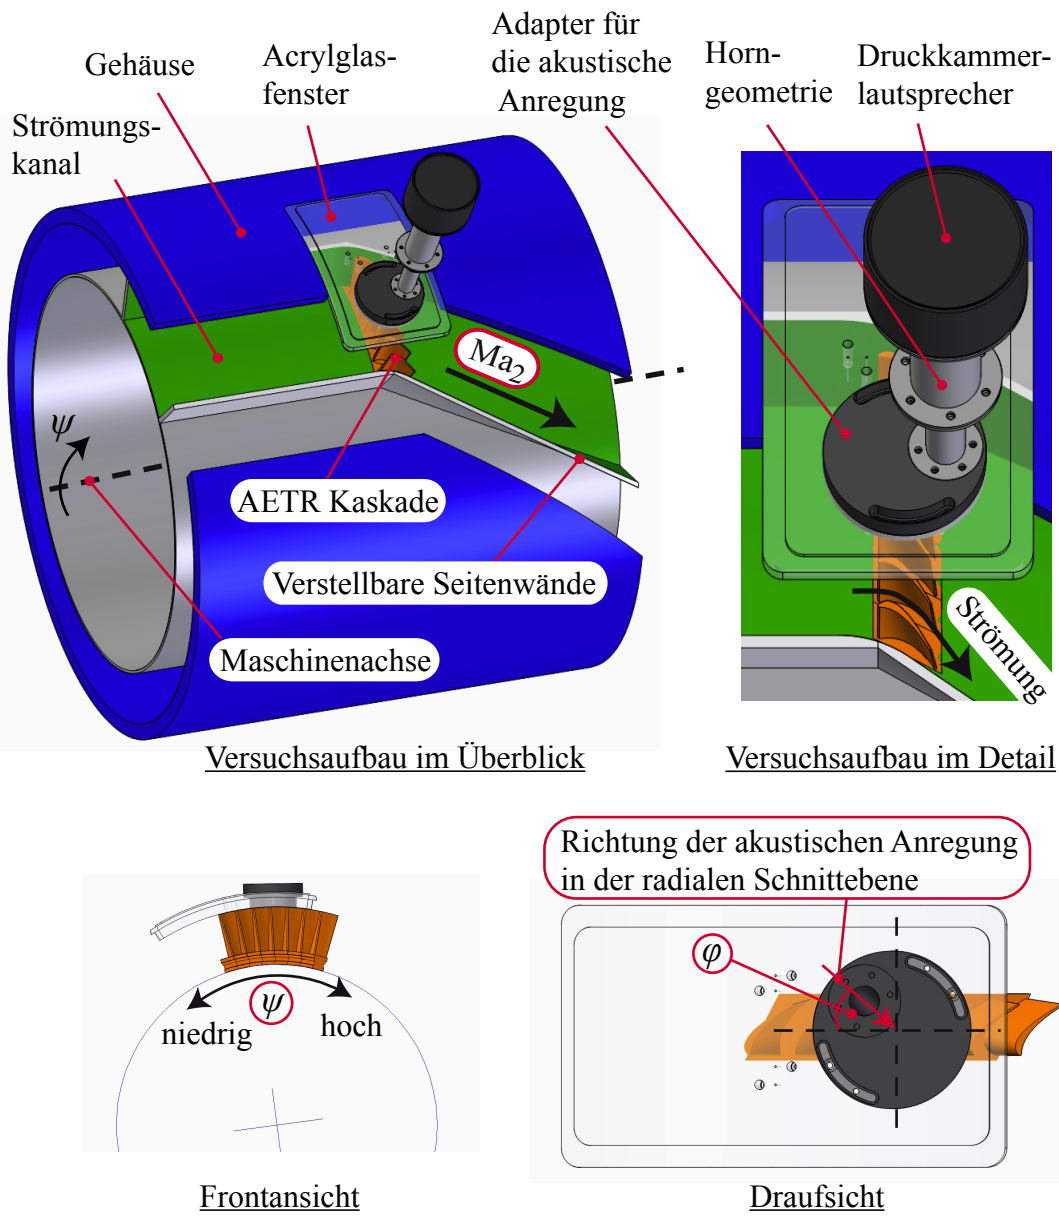 Gehäuse
Acrylglas-
fenster
Adapter für
die akustische
Anregung
Horn-
geometrie
Druckkammer-
lautsprecher
Strömungs-
kanal
Ma2
ψ
AETR Kaskade
Verstellbare Seitenwände
Maschinenachse
Strömung
Versuchsaufbau im Überblick
Versuchsaufbau im Detail
Richtung der akustischen Anregung
in der radialen Schnittebene
φ
ψ
niedrig
hoch
Frontansicht
Draufsicht